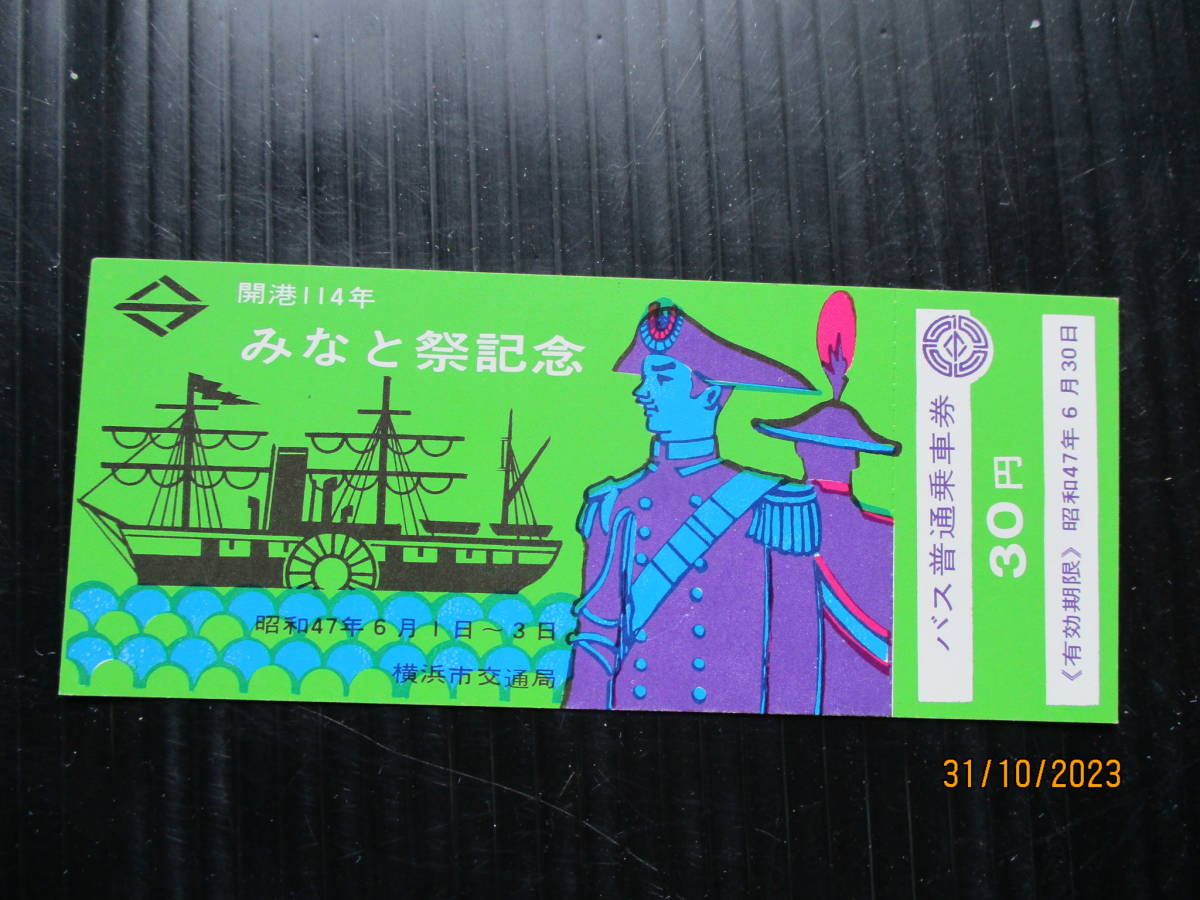 開港114年
みなと祭記念
昭和47年6月1日~3日
横浜市交通局
バス普通乗車券
30円
《有効期限》昭和47年6月30日
31/10/2023